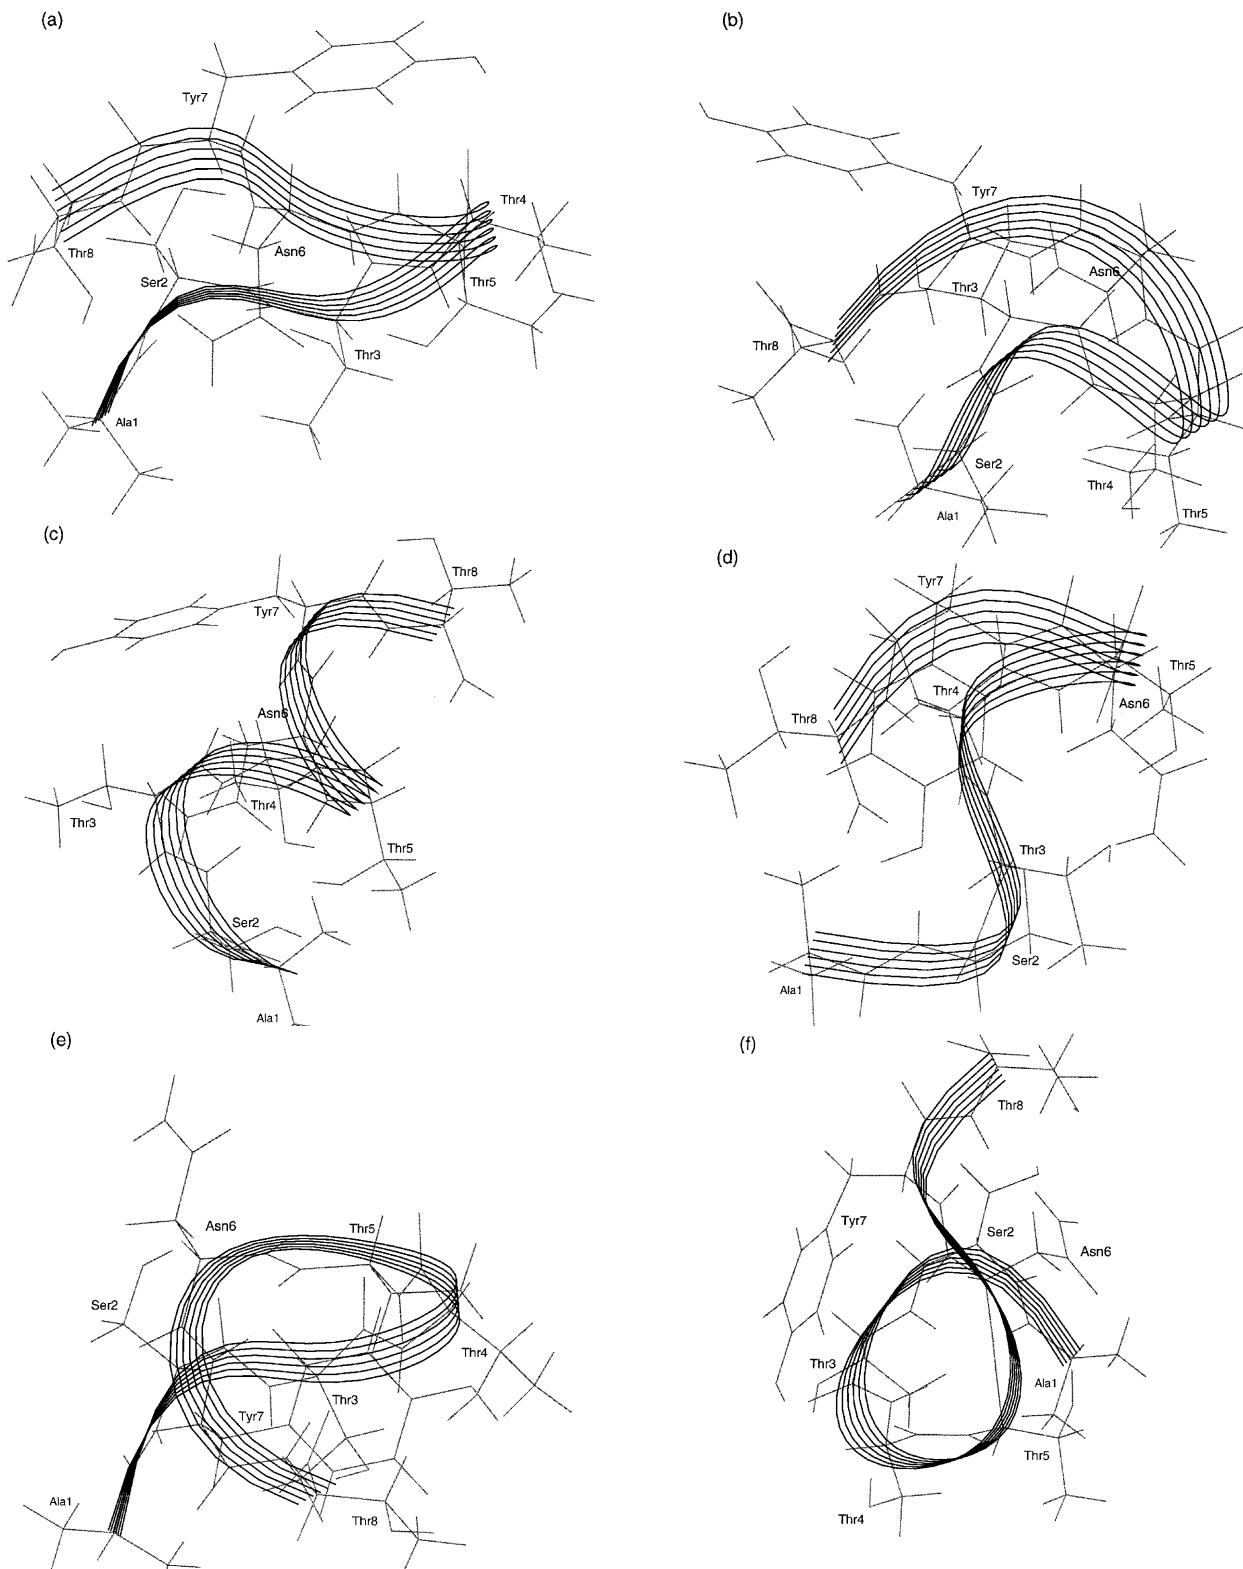 (a)
Tyr7
Thr4
Thr8
Asn6
Ser2
Thr5
Thr3
Ala1
(b)
Tyr7
Asn6
Thr3
Thr8
Ser2
Thr4
Ala1
Thr5
(c)
Thr8
Tyr7
Asn6
Thr4
Thr3
Thr5
Ser2
Ala1
(d)
Tyr7
Thr5
Thr4
Asn6
Thr8
Thr3
Ser2
Ala1
(e)
Asn6
Thr5
Ser2
Thr4
Thr3
Tyr7
Ala1
Thr8
(f)
Thr8
Tyr7
Ser2
Asn6
Thr3
Ala1
Thr5
Thr4